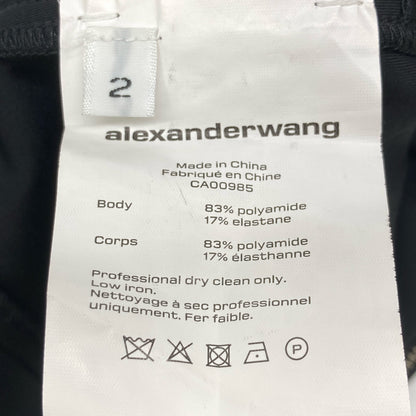 2
alexanderwang
Made in China
Fabriqué en Chine
CA00985
Body 83% polyamide
17% elastane
Corps 83% polyamide
17% élasthanne
Professional dry clean only.
Low iron.
Nettoyage à sec professionnel
uniquement. Fer faible.
P